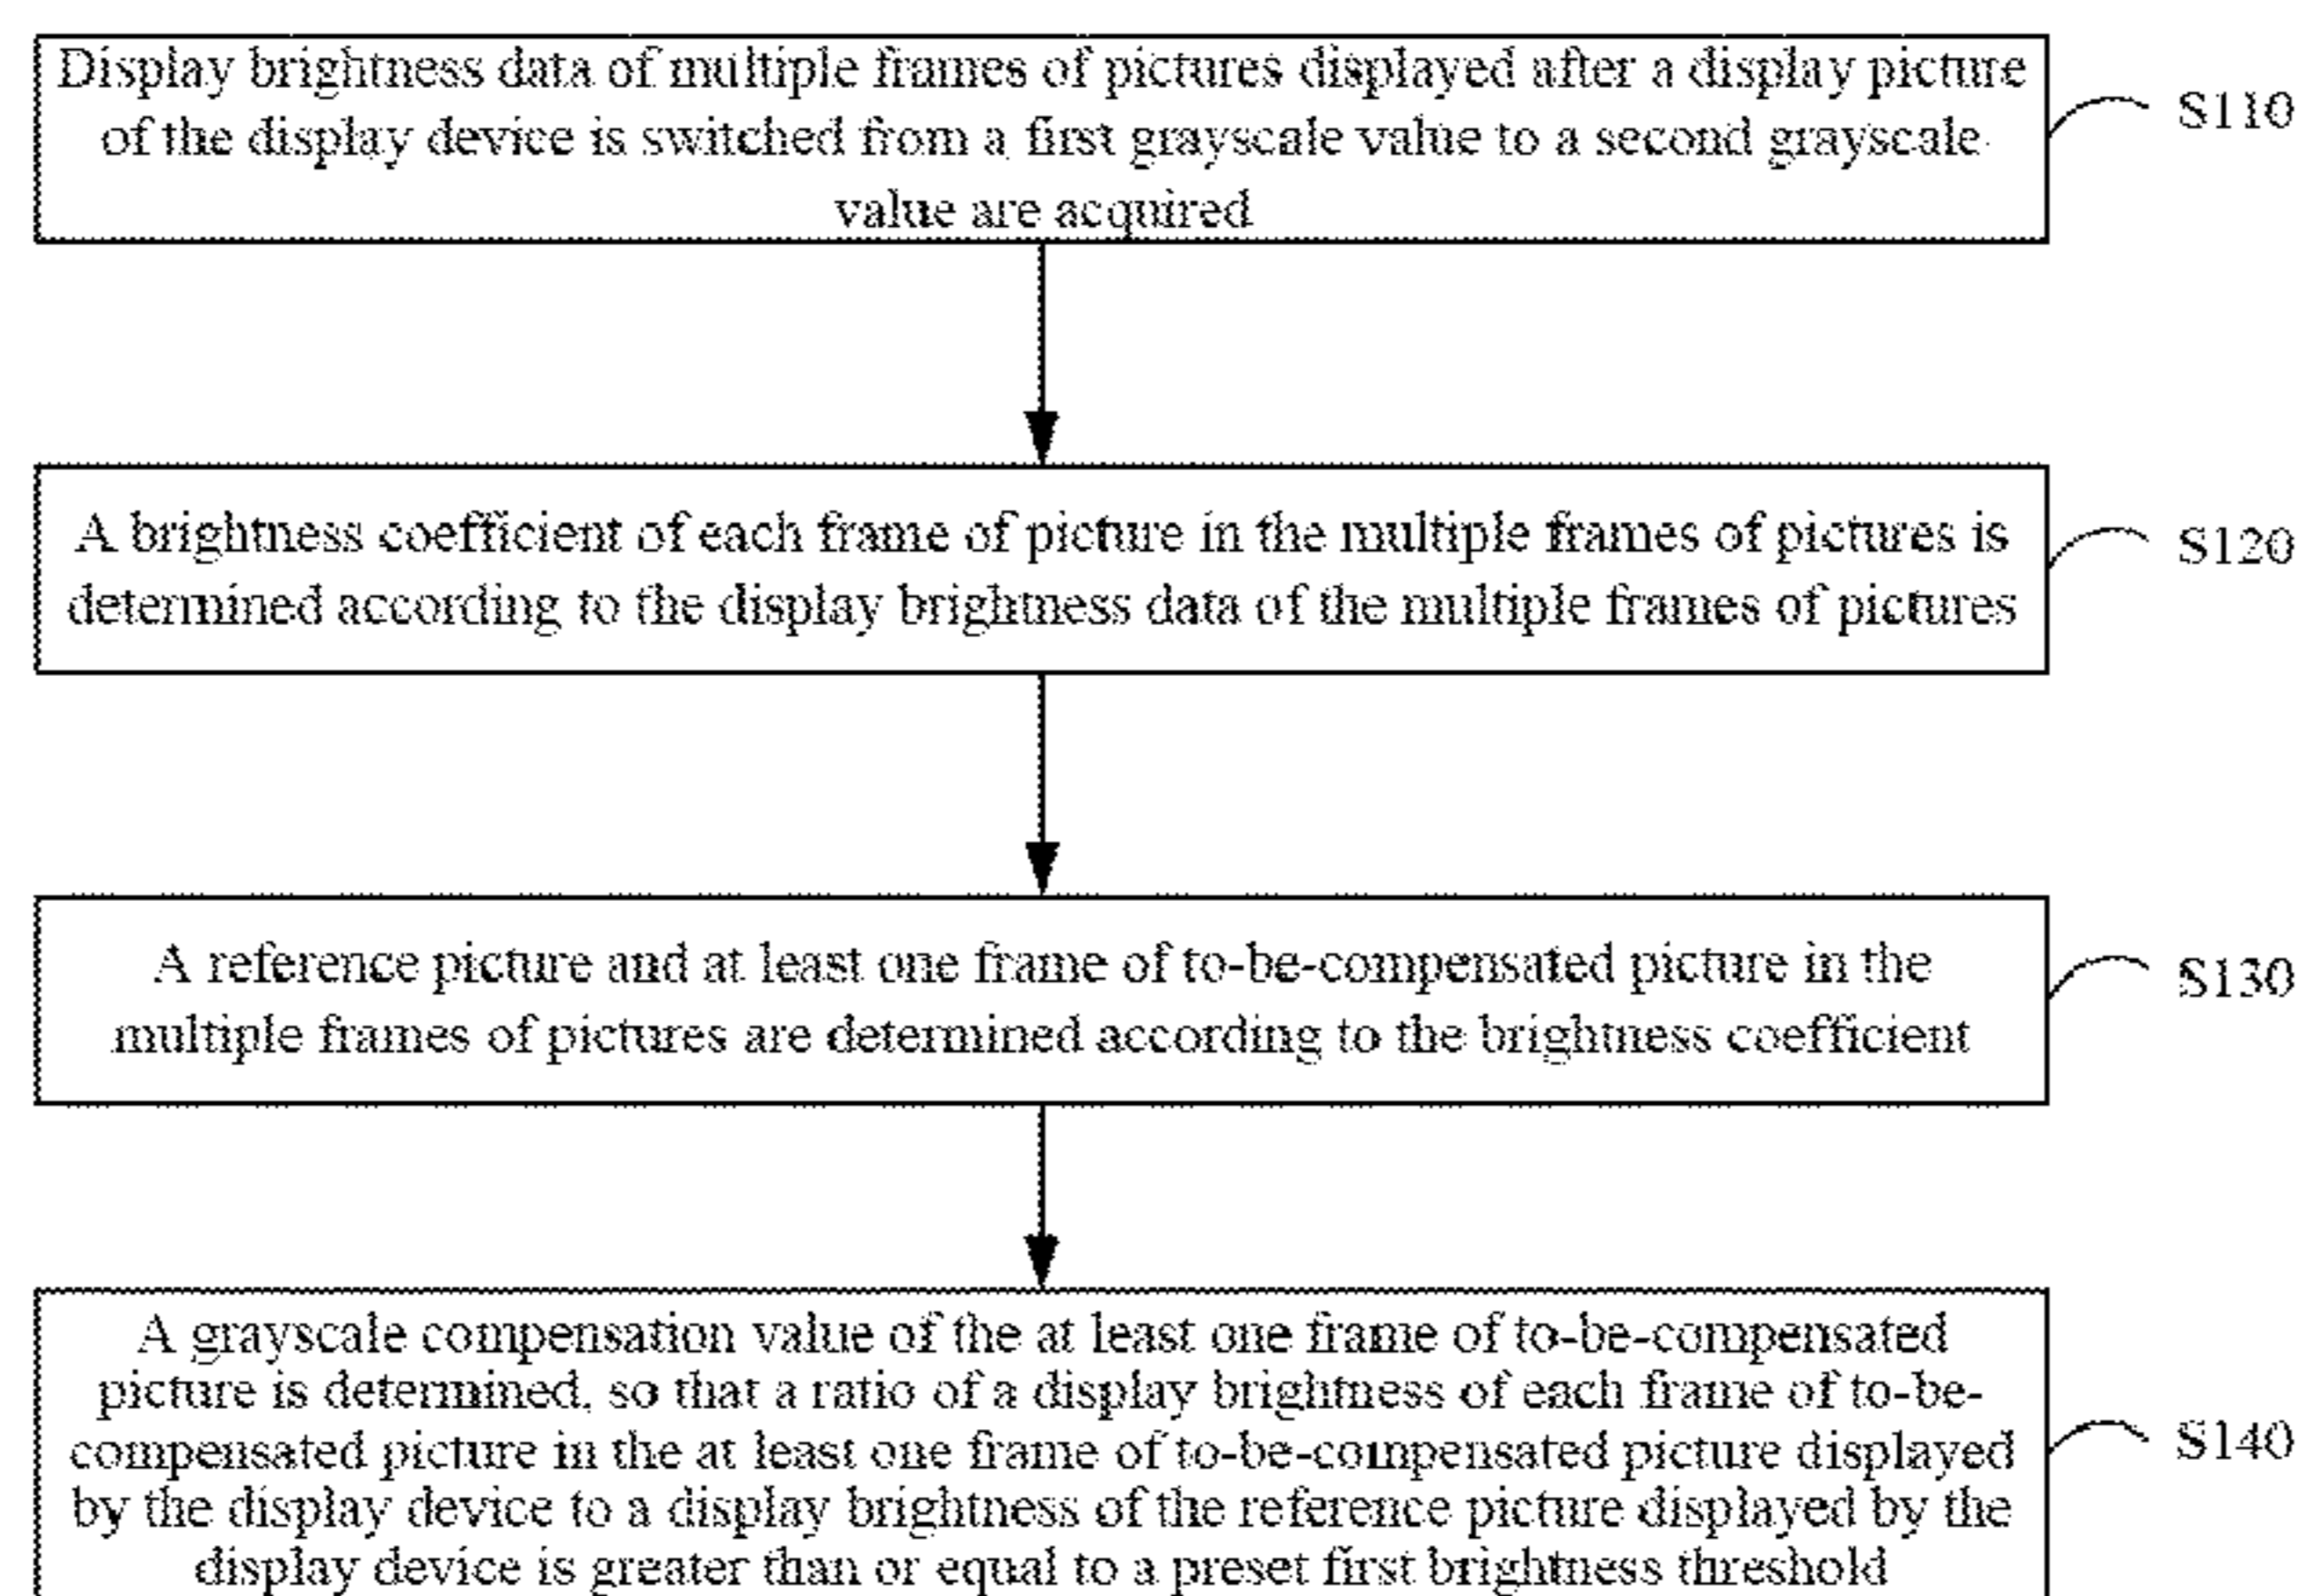 Display brightness data of multiple frames of pictures displayed after a display picture
of the display device is switched from a first grayscale value to a second grayscale
value are acquired
S110
A brightness coefficient of each frame of picture in the multiple frames of pictures is
determined according to the display brightness data of the multiple frames of pictures
S120
A reference picture and at least one frame of to-be-compensated picture in the
multiple frames of pictures are determined according to the brightness coefficient
S130
A grayscale compensation value of the at least one frame of to-be-compensated
picture is determined, so that a ratio of a display brightness of each frame of to-be-
compensated picture in the at least one frame of to-be-compensated picture displayed
by the display device to a display brightness of the reference picture displayed by the
display device is greater than or equal to a preset first brightness threshold
S140